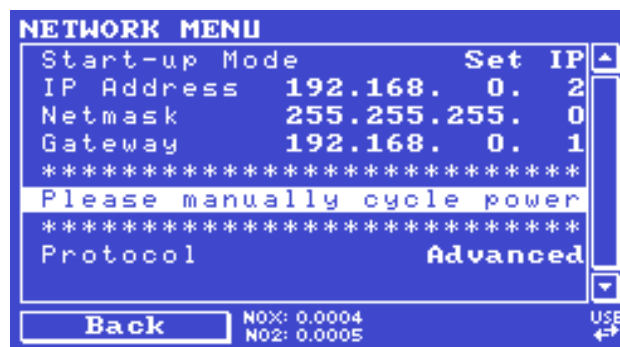 NETWORK MENU
Start-up Mode Set IP
IP Address 192.168. 0. 2
Netmask 255.255.255. 0
Gateway 192.168. 0. 1
******************************
Please manually cycle power
******************************
Protocol Advanced
Back
NOX: 0.0004
NO2: 0.0005
USB